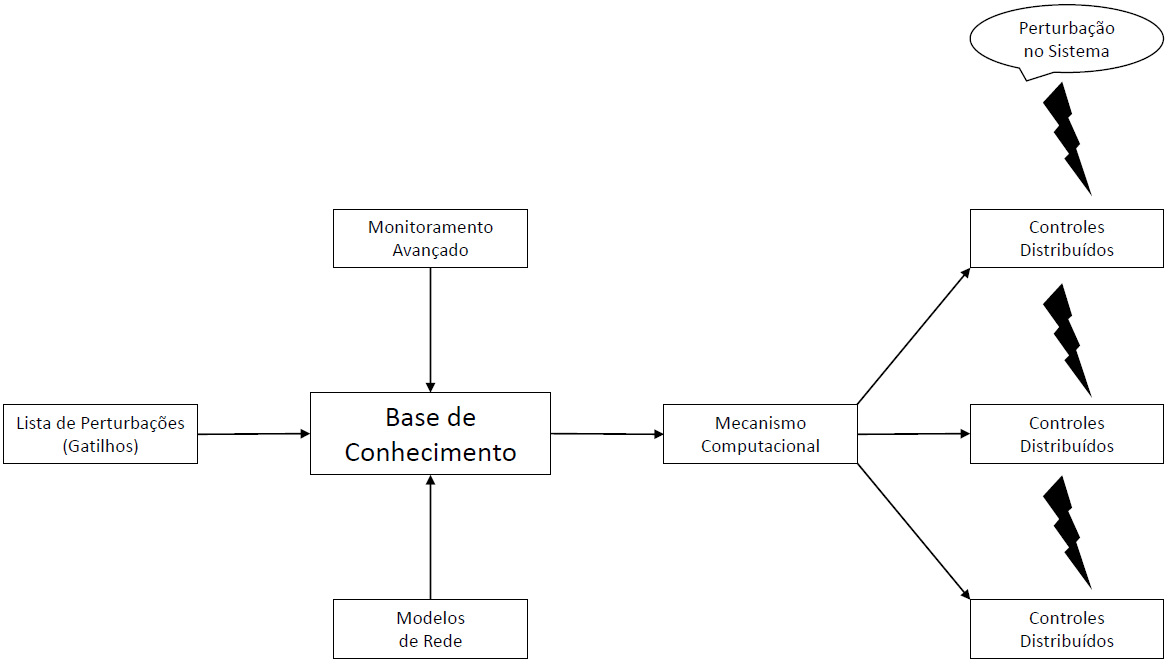 Perturbação
no Sistema
Monitoramento
Avançado
Controles
Distribuídos
Lista de Perturbações
(Gatilhos)
Base de
Conhecimento
Mecanismo
Computacional
Controles
Distribuídos
Modelos
de Rede
Controles
Distribuídos